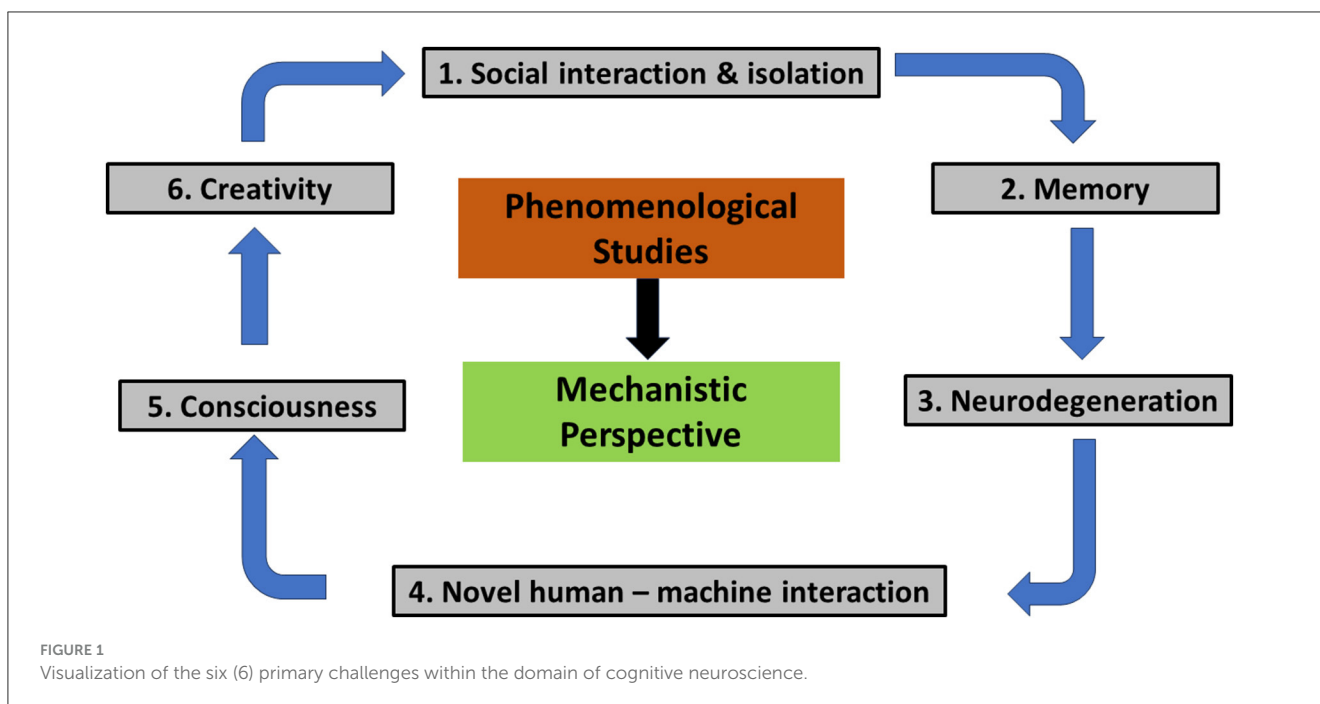 1. Social interaction & isolation
2. Memory
3. Neurodegeneration
4. Novel human – machine interaction
5. Consciousness
6. Creativity
Phenomenological
Studies
Mechanistic
Perspective
FIGURE 1
Visualization of the six (6) primary challenges within the domain of cognitive neuroscience.